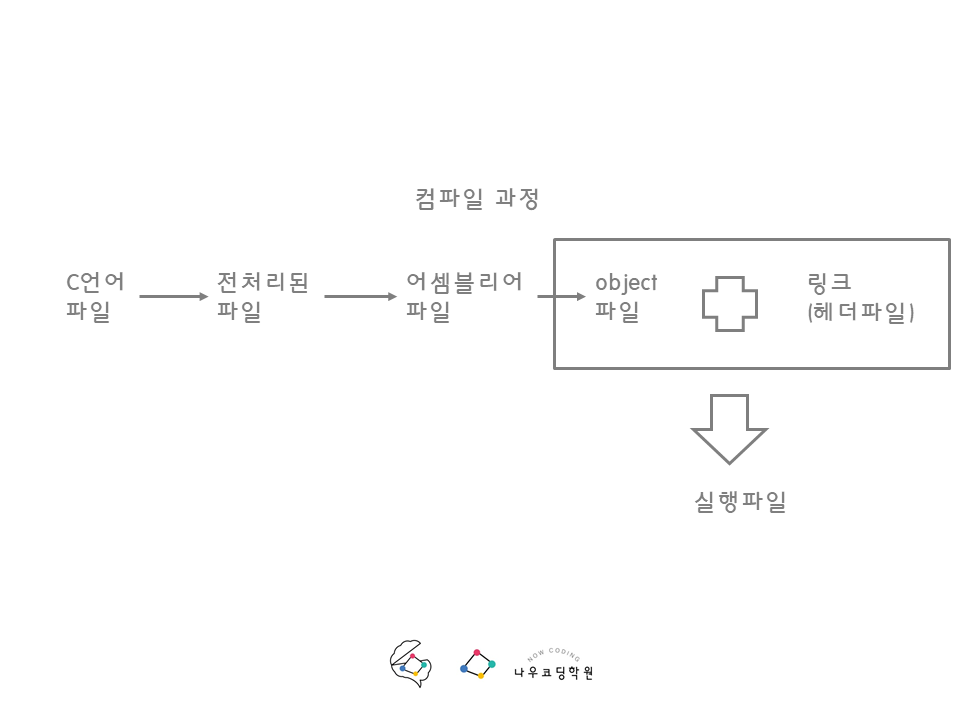 컴파일 과정
C언어
파일
전처리된
파일
어셈블리어
파일
object
파일
링크
(헤더파일)
실행파일
NOW CODING
나우코딩학원